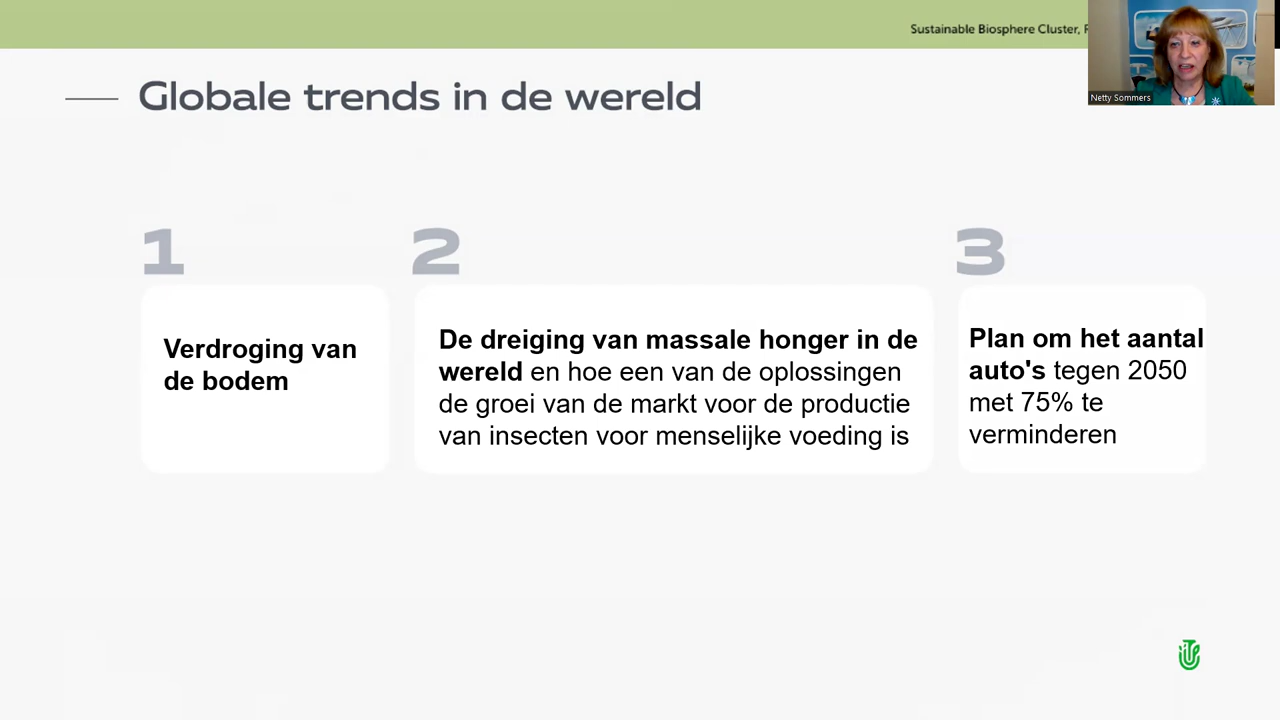 Sustainable Biosphere Cluster,
Netty Sommers
Globale trends in de wereld
1
Verdroging van
de bodem
2
De dreiging van massale honger in de
wereld en hoe een van de oplossingen
de groei van de markt voor de productie
van insecten voor menselijke voeding is
3
Plan om het aantal
auto's tegen 2050
met 75% te
verminderen